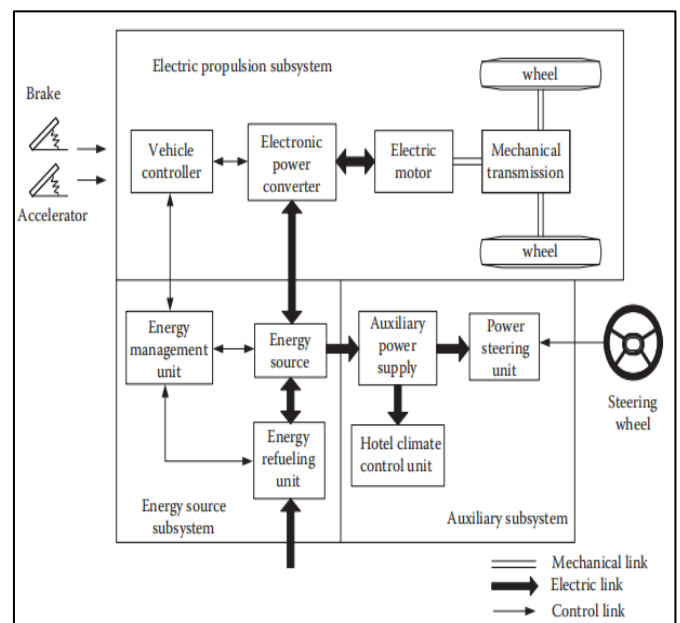 Electric propulsion subsystem
wheel
Brake
Vehicle
controller
Electronic
power
converter
Electric
motor
Mechanical
transmission
Accelerator
wheel
Energy
management
unit
Energy
source
Auxiliary
power
supply
Power
steering
unit
Steering
wheel
Energy
refueling
unit
Hotel climate
control unit
Energy source
subsystem
Auxiliary subsystem
Mechanical link
Electric link
Control link